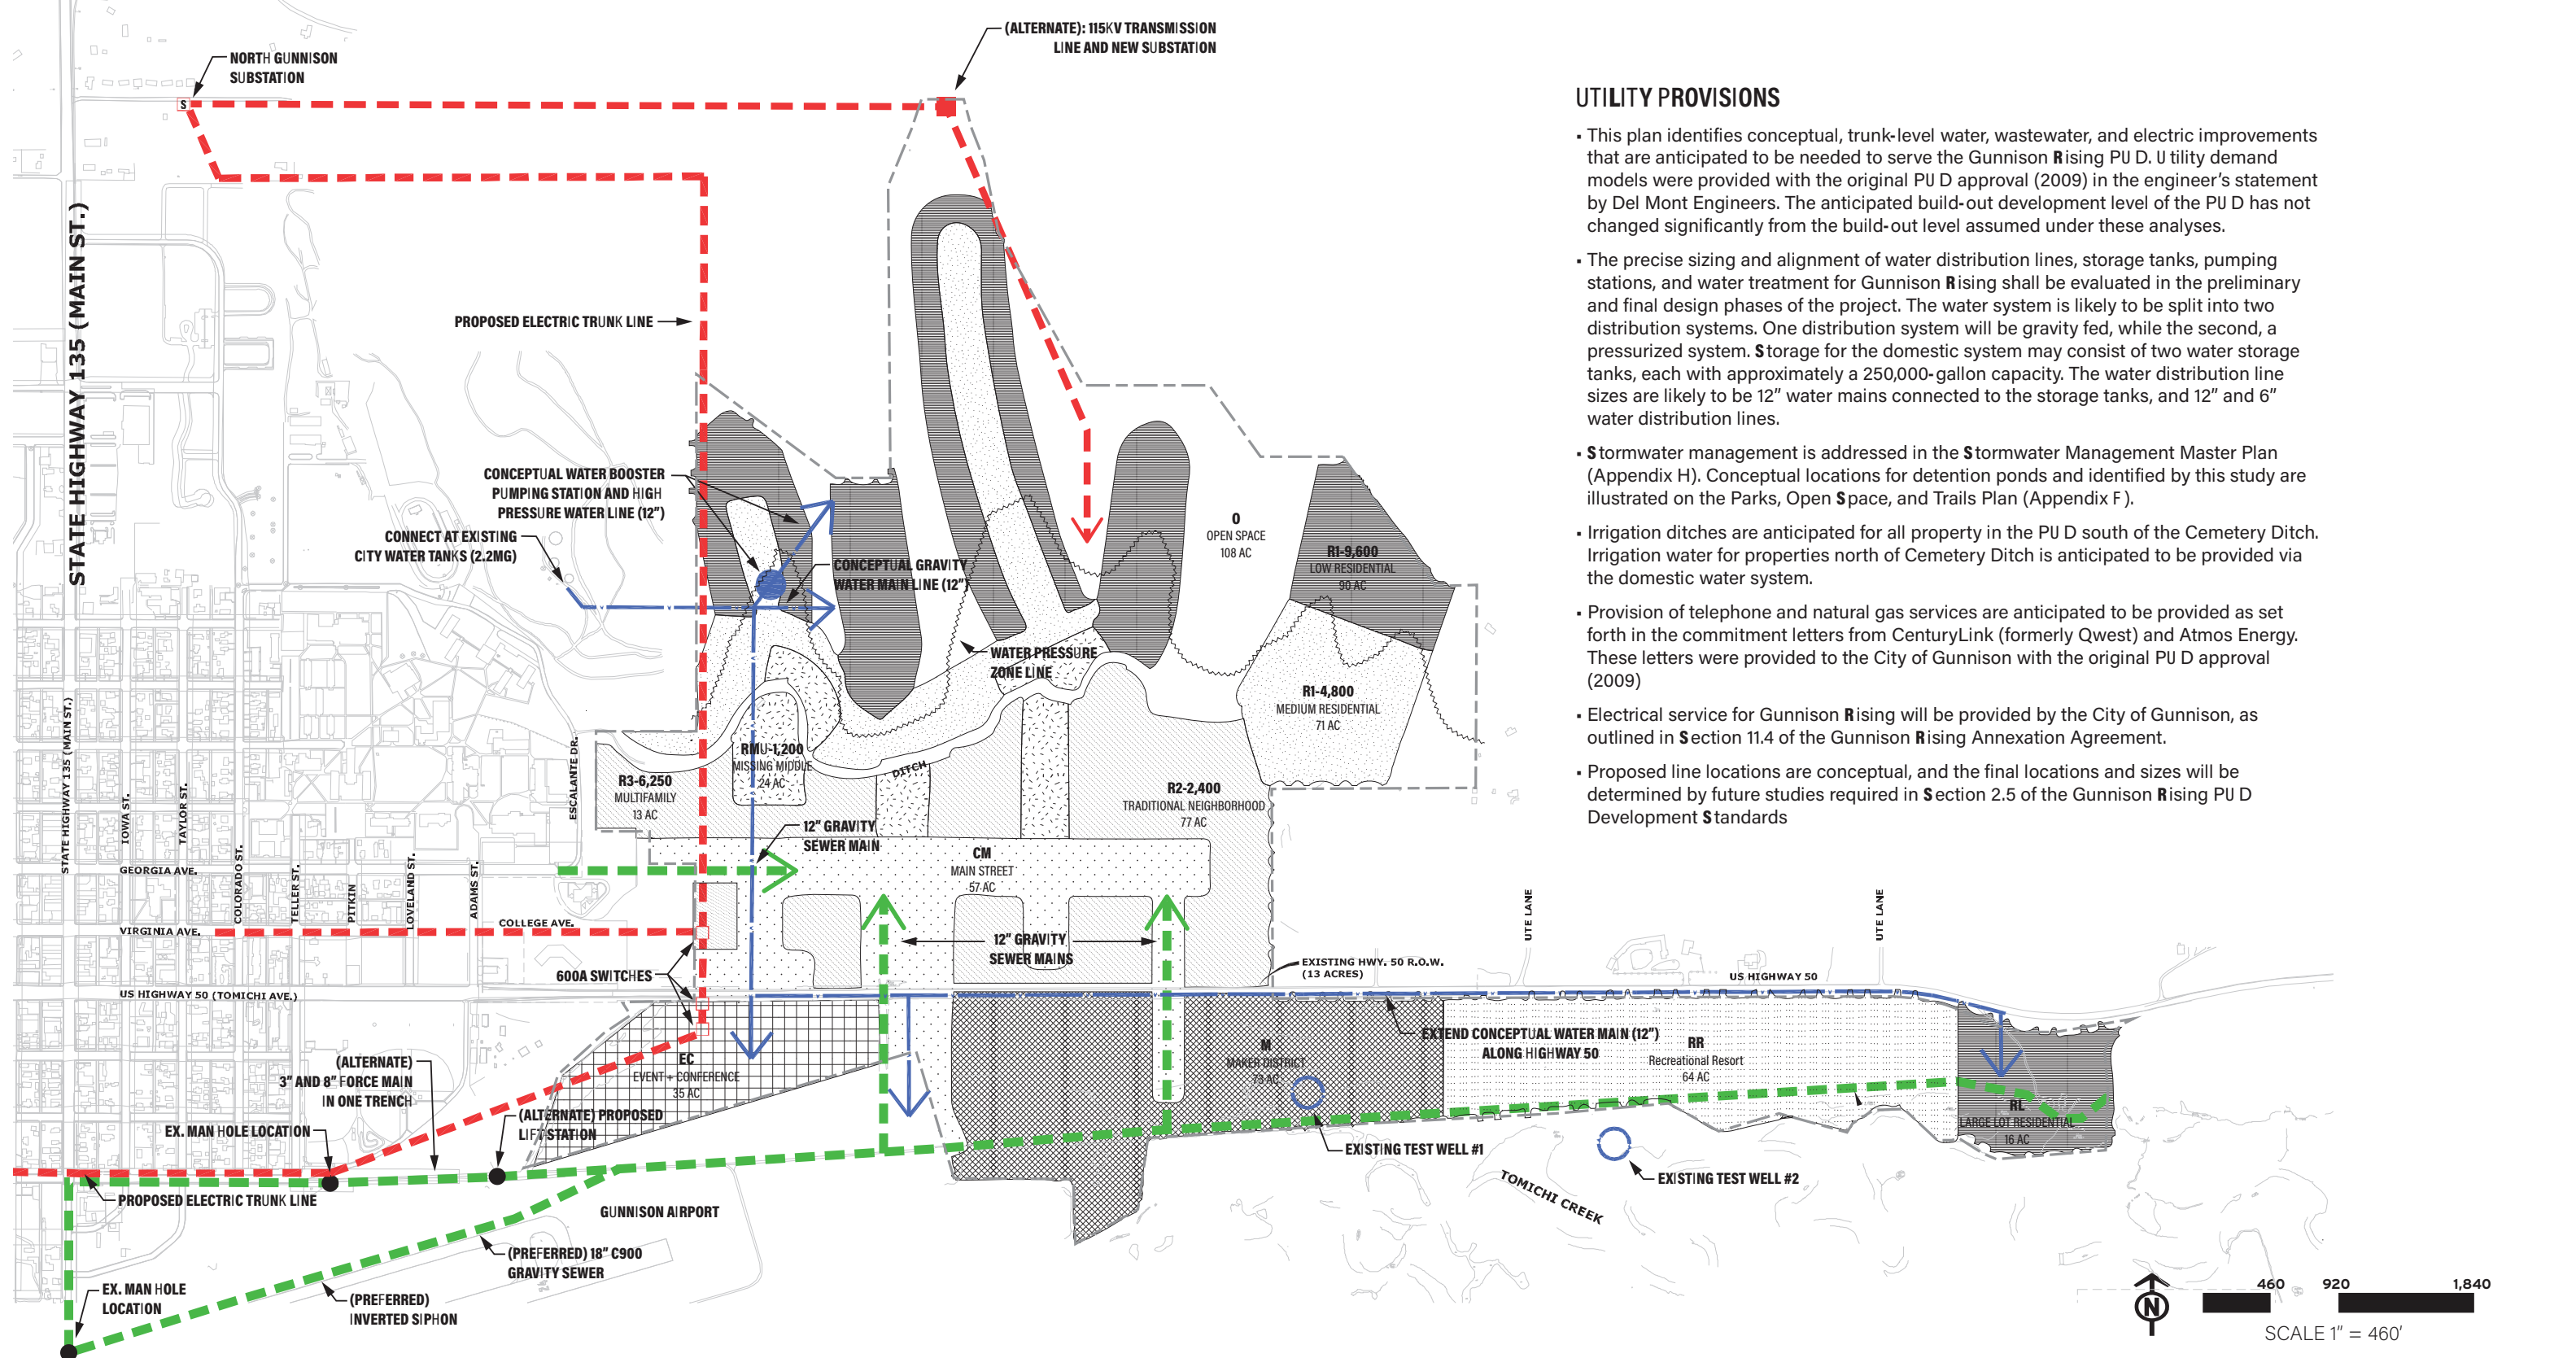 NORTH GUNNISON
SUBSTATION
S
(ALTERNATE): 115KV TRANSMISSION
LINE AND NEW SUBSTATION
STATE HIGHWAY 135 (MAIN ST.)
PROPOSED ELECTRIC TRUNK LINE
CONCEPTUAL WATER BOOSTER
PUMPING STATION AND HIGH
PRESSURE WATER LINE (12”)
CONNECT AT EXISTING
CITY WATER TANKS (2.2MG)
CONCEPTUAL GRAVITY
WATER MAIN LINE (12”)
WATER PRESSURE
ZONE LINE
O
OPEN SPACE
108 AC
R1-9,600
LOW RESIDENTIAL
90 AC
R1-4,800
MEDIUM RESIDENTIAL
71 AC
RMU-1,200
MISSING MIDDLE
24 AC
DITCH
R3-6,250
MULTIFAMILY
13 AC
R2-2,400
TRADITIONAL NEIGHBORHOOD
77 AC
12” GRAVITY
SEWER MAIN
CM
MAIN STREET
57 AC
STATE HIGHWAY 135 (MAIN ST.)
IOWA ST.
TAYLOR ST.
COLORADO ST.
TELLER ST.
PITKIN
LOVELAND ST.
ADAMS ST.
ESCALANTE DR.
GEORGIA AVE.
VIRGINIA AVE.
COLLEGE AVE.
600A SWITCHES
12” GRAVITY
SEWER MAINS
US HIGHWAY 50 (TOMICHI AVE.)
EXISTING HWY. 50 R.O.W.
(13 ACRES)
UTE LANE
UTE LANE
US HIGHWAY 50
EXTEND CONCEPTUAL WATER MAIN (12”)
ALONG HIGHWAY 50
EC
EVENT + CONFERENCE
35 AC
M
MAKER DISTRICT
73 AC
RR
Recreational Resort
64 AC
RL
LARGE LOT RESIDENTIAL
16 AC
(ALTERNATE)
3” AND 8” FORCE MAIN
IN ONE TRENCH
(ALTERNATE) PROPOSED
LIFT STATION
EX. MAN HOLE LOCATION
EXISTING TEST WELL #1
EXISTING TEST WELL #2
TOMICHI CREEK
PROPOSED ELECTRIC TRUNK LINE
GUNNISON AIRPORT
(PREFERRED) 18” C900
GRAVITY SEWER
EX. MAN HOLE
LOCATION
(PREFERRED)
INVERTED SIPHON
UTILITY PROVISIONS
▪ This plan identifies conceptual, trunk-level water, wastewater, and electric improvements
that are anticipated to be needed to serve the Gunnison Rising PUD. Utility demand
models were provided with the original PUD approval (2009) in the engineer’s statement
by Del Mont Engineers. The anticipated build-out development level of the PUD has not
changed significantly from the build-out level assumed under these analyses.
▪ The precise sizing and alignment of water distribution lines, storage tanks, pumping
stations, and water treatment for Gunnison Rising shall be evaluated in the preliminary
and final design phases of the project. The water system is likely to be split into two
distribution systems. One distribution system will be gravity fed, while the second, a
pressurized system. Storage for the domestic system may consist of two water storage
tanks, each with approximately a 250,000-gallon capacity. The water distribution line
sizes are likely to be 12” water mains connected to the storage tanks, and 12” and 6”
water distribution lines.
▪ Stormwater management is addressed in the Stormwater Management Master Plan
(Appendix H). Conceptual locations for detention ponds and identified by this study are
illustrated on the Parks, Open Space, and Trails Plan (Appendix F).
▪ Irrigation ditches are anticipated for all property in the PUD south of the Cemetery Ditch.
Irrigation water for properties north of Cemetery Ditch is anticipated to be provided via
the domestic water system.
▪ Provision of telephone and natural gas services are anticipated to be provided as set
forth in the commitment letters from CenturyLink (formerly Qwest) and Atmos Energy.
These letters were provided to the City of Gunnison with the original PUD approval
(2009)
▪ Electrical service for Gunnison Rising will be provided by the City of Gunnison, as
outlined in Section 11.4 of the Gunnison Rising Annexation Agreement.
▪ Proposed line locations are conceptual, and the final locations and sizes will be
determined by future studies required in Section 2.5 of the Gunnison Rising PUD
Development Standards
N
460 920 1,840
SCALE 1” = 460’